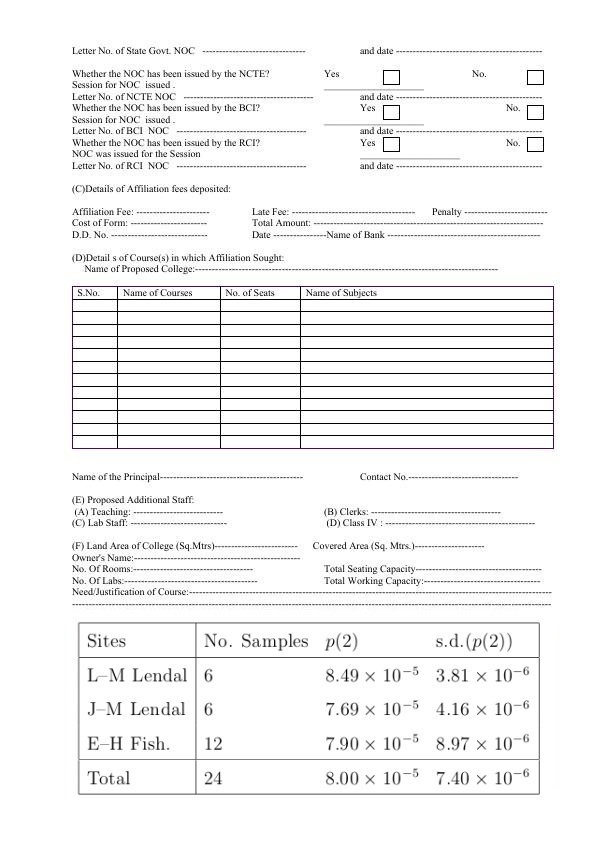 Letter No. of State Govt. NOC ------------------------------- and date --------------------------------------------
Whether the NOC has been issued by the NCTE? Yes No.
Session for NOC issued . ____________________
Letter No. of NCTE NOC --------------------------------------- and date --------------------------------------------
Whether the NOC has been issued by the BCI? Yes No.
Session for NOC issued . ____________________
Letter No. of BCI NOC --------------------------------------- and date --------------------------------------------
Whether the NOC has been issued by the RCI? Yes No.
NOC was issued for the Session ____________________
Letter No. of RCI NOC --------------------------------------- and date --------------------------------------------
(C)Details of Affiliation fees deposited:
Affiliation Fee: ---------------------- Late Fee: ------------------------------------- Penalty -------------------------
Cost of Form: ----------------------- Total Amount: ---------------------------------------------------------------------
D.D. No. ----------------------------- Date ----------------Name of Bank -----------------------------------------------
(D)Detail s of Course(s) in which Affiliation Sought:
Name of Proposed College:-------------------------------------------------------------------------------------------
S.No. Name of Courses No. of Seats Name of Subjects
Name of the Principal------------------------------------------- Contact No.---------------------------------
(E) Proposed Additional Staff:
(A) Teaching: --------------------------- (B) Clerks: ---------------------------------------
(C) Lab Staff: ----------------------------- (D) Class IV : ---------------------------------------------
(F) Land Area of College (Sq.Mtrs)------------------------- Covered Area (Sq. Mtrs.)---------------------
Owner's Name:--------------------------------------------------
No. Of Rooms:------------------------------------ Total Seating Capacity--------------------------------------
No. Of Labs:---------------------------------------- Total Working Capacity:-----------------------------------
Need/Justification of Course:-------------------------------------------------------------------------------------------------------------
------------------------------------------------------------------------------------------------------------------------------------------------
Sites No. Samples p(2) s.d.(p(2))
L–M Lendal 6 8.49 × 10⁻⁵ 3.81 × 10⁻⁶
J–M Lendal 6 7.69 × 10⁻⁵ 4.16 × 10⁻⁶
E–H Fish. 12 7.90 × 10⁻⁵ 8.97 × 10⁻⁶
Total 24 8.00 × 10⁻⁵ 7.40 × 10⁻⁶